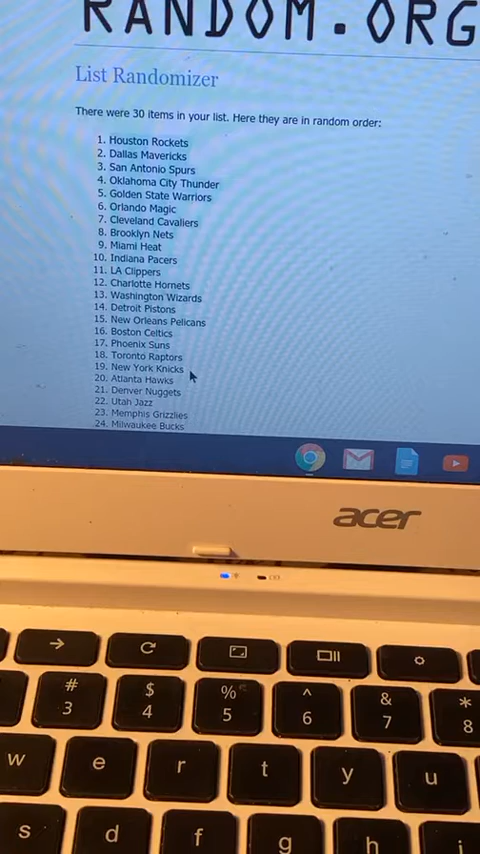 RANDOM.ORG
List Randomizer
There were 30 items in your list. Here they are in random order:
1. Houston Rockets
2. Dallas Mavericks
3. San Antonio Spurs
4. Oklahoma City Thunder
5. Golden State Warriors
6. Orlando Magic
7. Cleveland Cavaliers
8. Brooklyn Nets
9. Miami Heat
10. Indiana Pacers
11. LA Clippers
12. Charlotte Hornets
13. Washington Wizards
14. Detroit Pistons
15. New Orleans Pelicans
16. Boston Celtics
17. Phoenix Suns
18. Toronto Raptors
19. New York Knicks
20. Atlanta Hawks
21. Denver Nuggets
22. Utah Jazz
23. Memphis Grizzlies
24. Milwaukee Bucks
acer
# $ % ^ & *
3 4 5 6 7 8
w e r t y u
s d f g h j